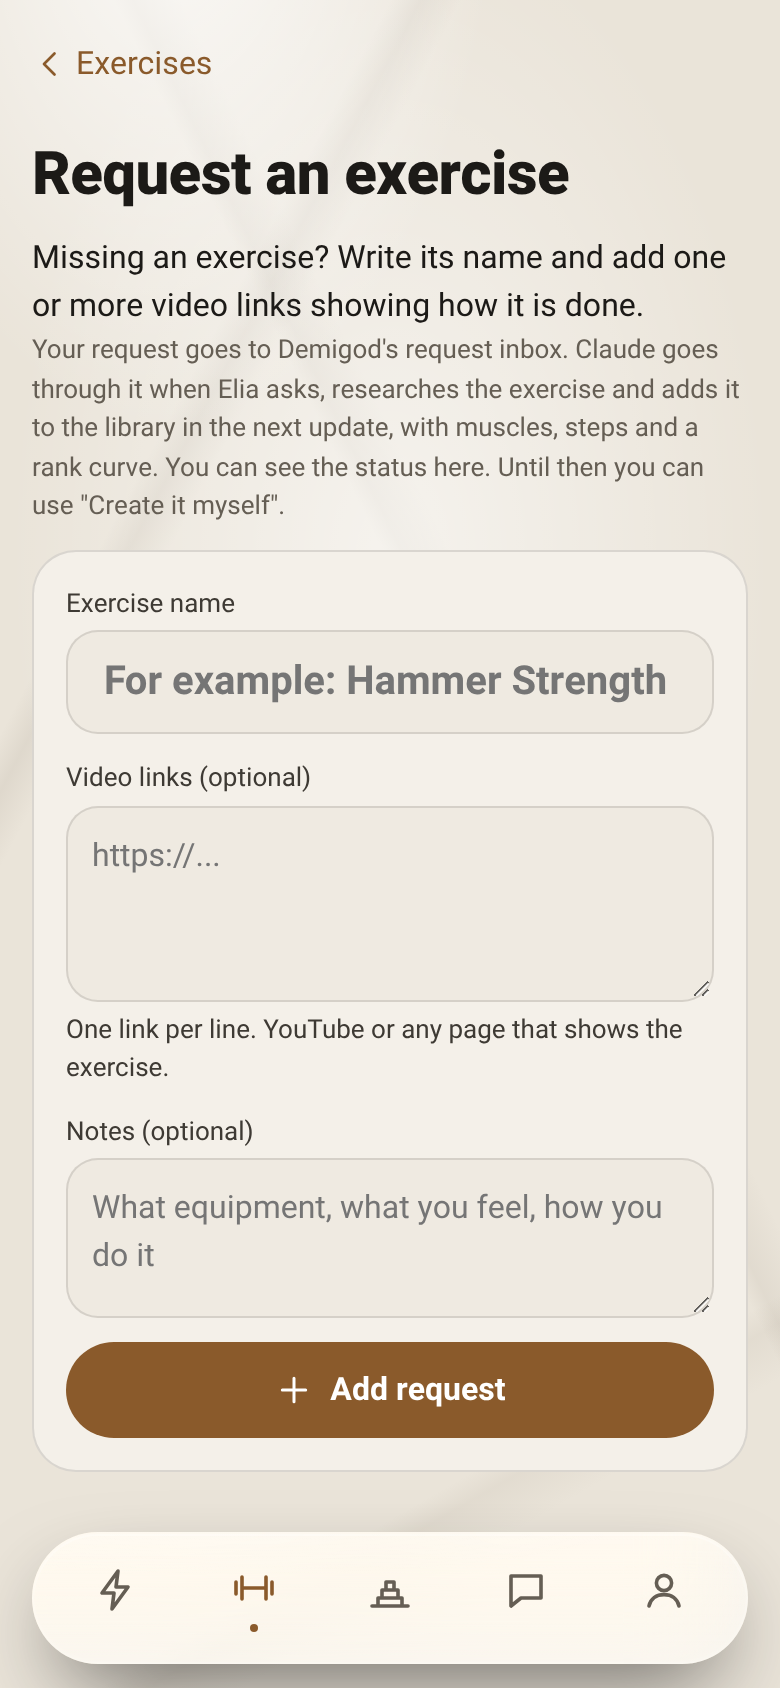 Exercises
Request an exercise
Missing an exercise? Write its name and add one
or more video links showing how it is done.
Your request goes to Demigod's request inbox. Claude goes
through it when Elia asks, researches the exercise and adds it
to the library in the next update, with muscles, steps and a
rank curve. You can see the status here. Until then you can
use "Create it myself".
Exercise name
For example: Hammer Strength
Video links (optional)
https://...
One link per line. YouTube or any page that shows the
exercise.
Notes (optional)
What equipment, what you feel, how you
do it
Add request